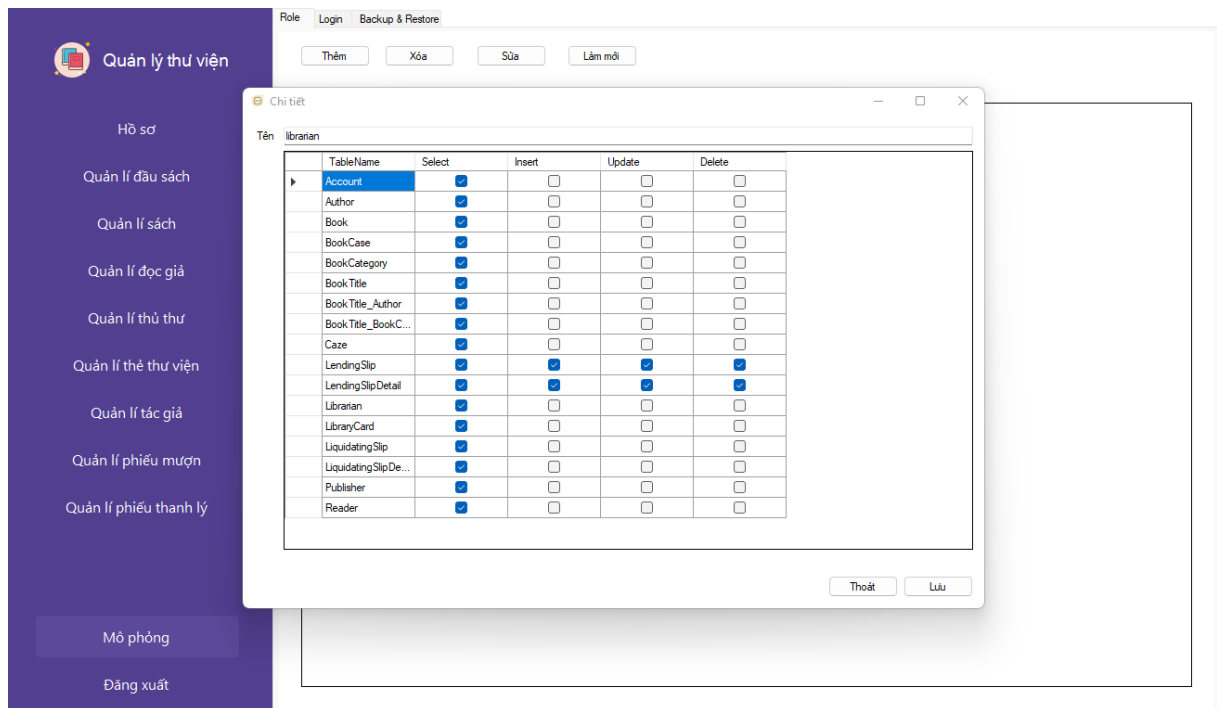 Role Login Backup & Restore
Quản lý thư viện
Thêm Xóa Sửa Làm mới
Hồ sơ
Quản lí đầu sách
Quản lí sách
Quản lí đọc giả
Quản lí thủ thư
Quản lí thẻ thư viện
Quản lí tác giả
Quản lí phiếu mượn
Quản lí phiếu thanh lý
Mô phỏng
Đăng xuất
Chi tiết
Tên librarian
TableName Select Insert Update Delete
Account
Author
Book
BookCase
BookCategory
BookTitle
BookTitle_Author
BookTitle_BookC...
Caze
LendingSlip
LendingSlipDetail
Librarian
LibraryCard
LiquidatingSlip
LiquidatingSlipDe...
Publisher
Reader
Thoát Lưu